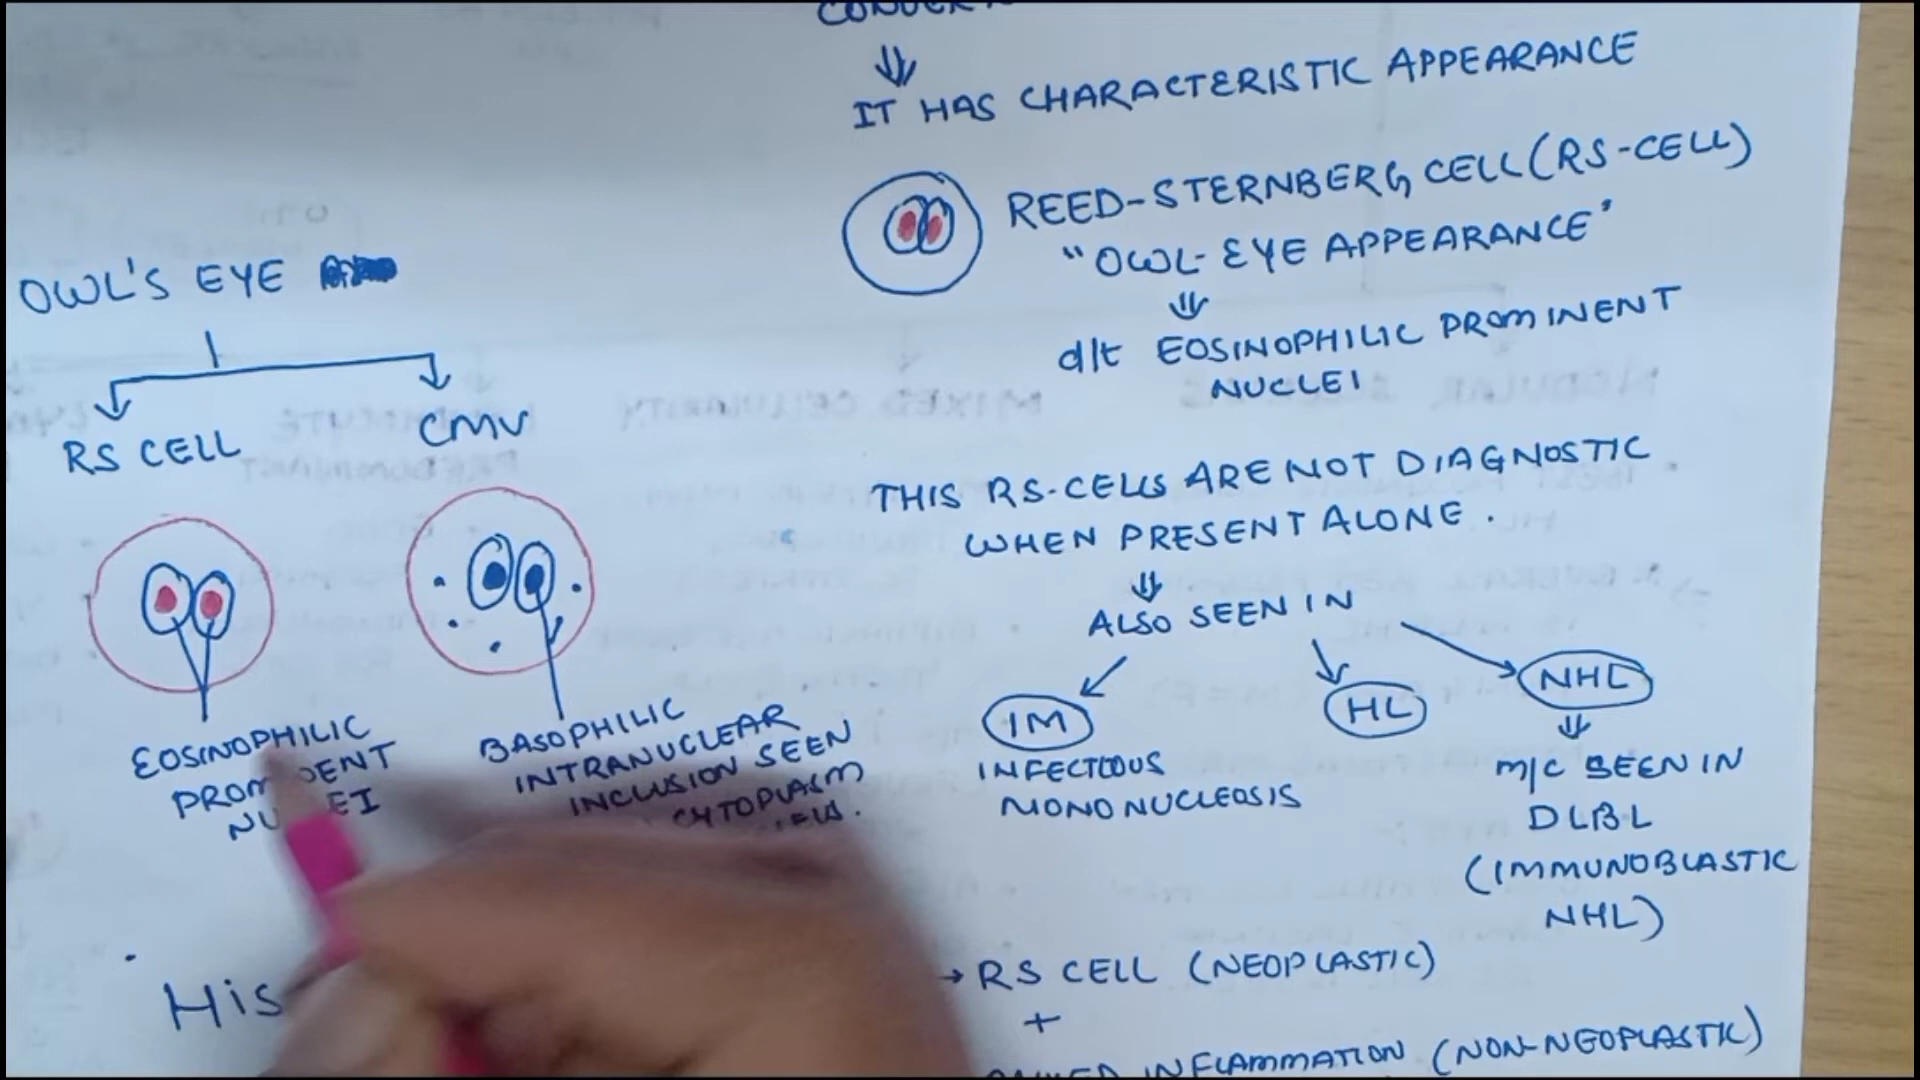 IT HAS CHARACTERISTIC APPEARANCE
REED-STERNBERG CELL (RS-CELL)
"OWL-EYE APPEARANCE"
d/t EOSINOPHILIC PROMINENT
NUCLEI
THIS RS-CELLS ARE NOT DIAGNOSTIC
WHEN PRESENT ALONE.
ALSO SEEN IN
IM
HL
NHL
INFECTIOUS
MONONUCLEOSIS
m/c SEEN IN
DLBL
(IMMUNOBLASTIC
NHL)
→ RS CELL (NEOPLASTIC)
+
INFLAMMATION (NON-NEOPLASTIC)
OWL'S EYE
RS CELL
CMV
EOSINOPHILIC
BASOPHILIC
INTRANUCLEAR
INCLUSION SEEN
CYTOPLASM
His